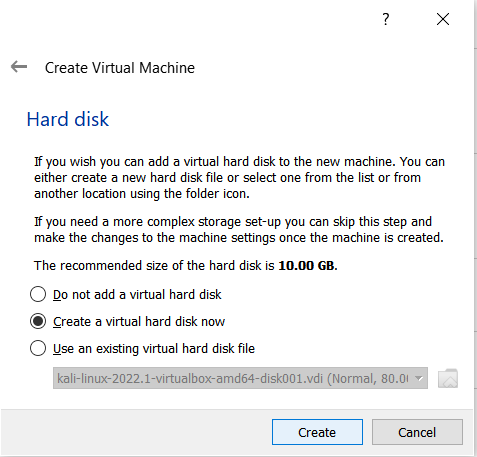 ?
Create Virtual Machine
Hard disk
If you wish you can add a virtual hard disk to the new machine. You can
either create a new hard disk file or select one from the list or from
another location using the folder icon.
If you need a more complex storage set-up you can skip this step and
make the changes to the machine settings once the machine is created.
The recommended size of the hard disk is 10.00 GB.
Do not add a virtual hard disk
Create a virtual hard disk now
Use an existing virtual hard disk file
kali-linux-2022.1-virtualbox-amd64-disk001.vdi (Normal, 80.0
Create
Cancel